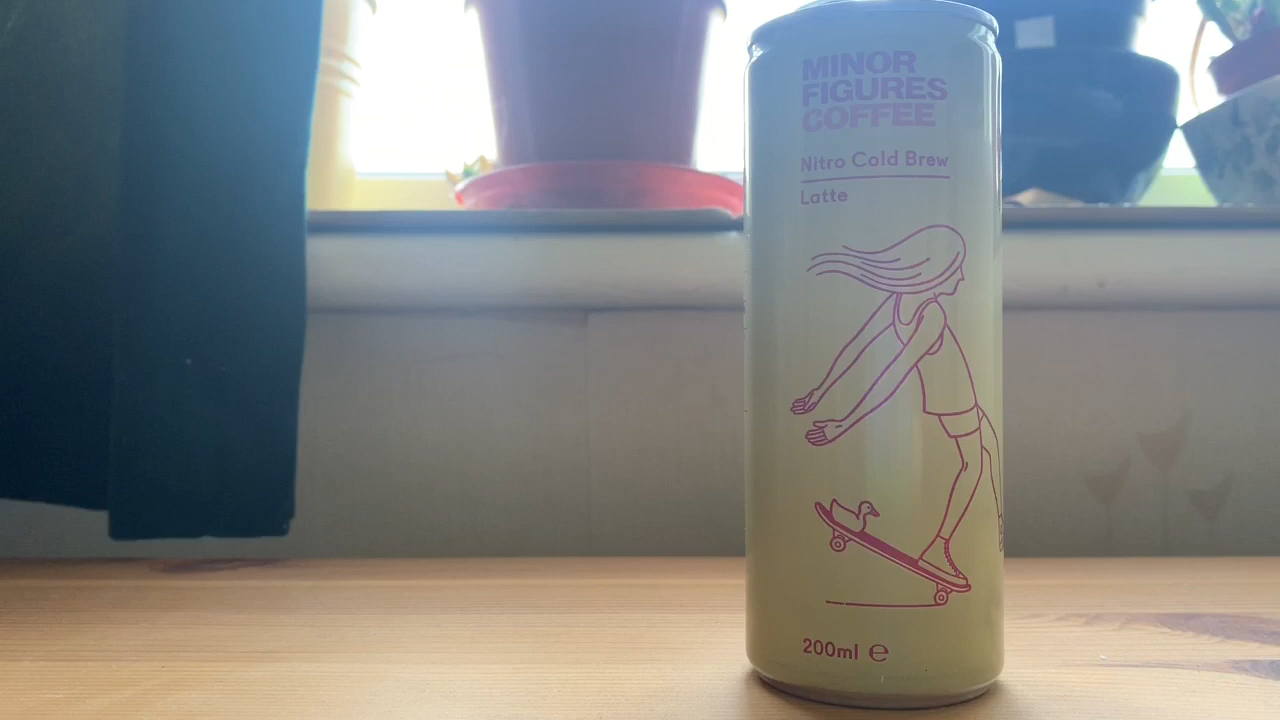 MINOR
FIGURES
COFFEE
Nitro Cold Brew
Latte
200ml ℮